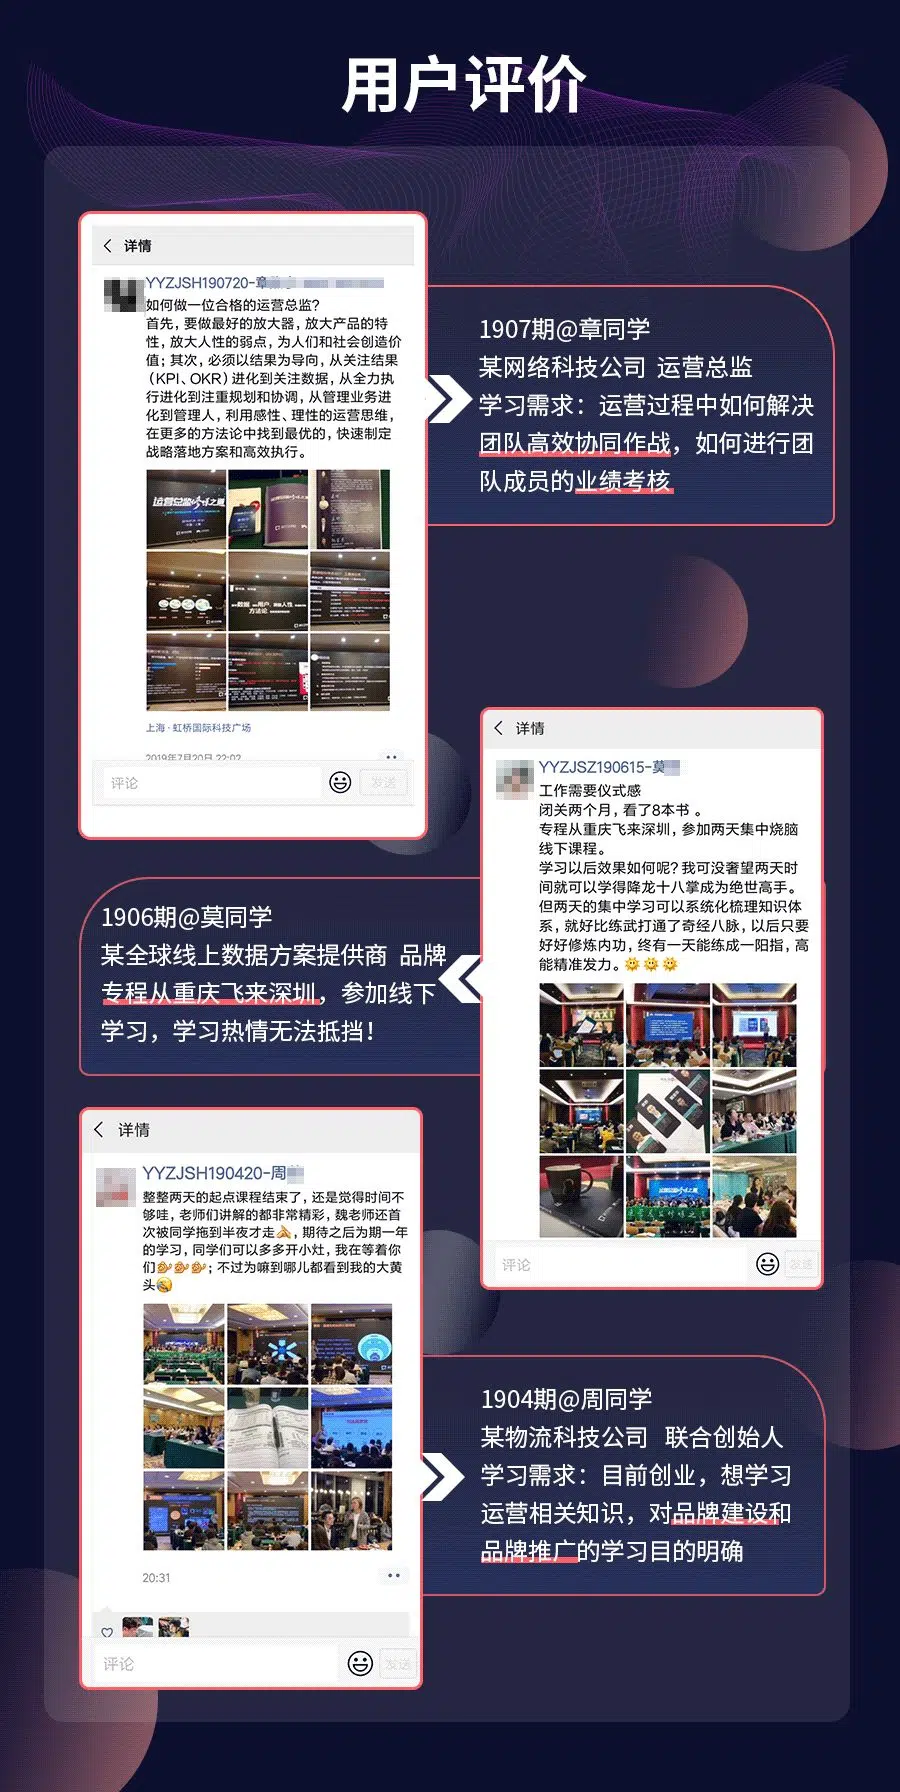 用户评价
详情
YYZJSH190720-章
如何做一位合格的运营总监?
首先，要做最好的放大器，放大产品的特
性，放大人性的弱点，为人们和社会创造价
值；其次，必须以结果为导向，从关注结果
（KPI、OKR）进化到关注数据，从全力执
行进化到注重规划和协调，从管理业务进
化到管理人，利用感性、理性的运营思维，
在更多的方法论中找到最优的，快速制定
战略落地方案和高效执行。
上海·虹桥国际科技广场
2019年7月20日 22:02
评论
发送
1907期@章同学
某网络科技公司 运营总监
学习需求：运营过程中如何解决
团队高效协同作战，如何进行团
队成员的业绩考核
详情
YYZJSZ190615-莫
工作需要仪式感
闭关两个月，看了8本书 。
专程从重庆飞来深圳，参加两天集中烧脑
线下课程。
学习以后效果如何呢？我可没奢望两天时
间就可以学得降龙十八掌成为绝世高手。
但两天的集中学习可以系统化梳理知识体
系，就好比练武打通了奇经八脉，以后只要
好好修炼内功，终有一天能练成一阳指，高
能精准发力。
评论
发送
1906期@莫同学
某全球线上数据方案提供商 品牌
专程从重庆飞来深圳，参加线下
学习，学习热情无法抵挡！
详情
YYZJSH190420-周
整整两天的起点课程结束了，还是觉得时间不
够哇，老师们讲解的都非常精彩，魏老师还首
次被同学拖到半夜才走，期待之后为期一年
的学习，同学们可以多多开小灶，我在等着你
们；不过为嘛到哪儿都看到我的大黄
头
20:31
评论
发送
1904期@周同学
某物流科技公司 联合创始人
学习需求：目前创业，想学习
运营相关知识，对品牌建设和
品牌推广的学习目的明确